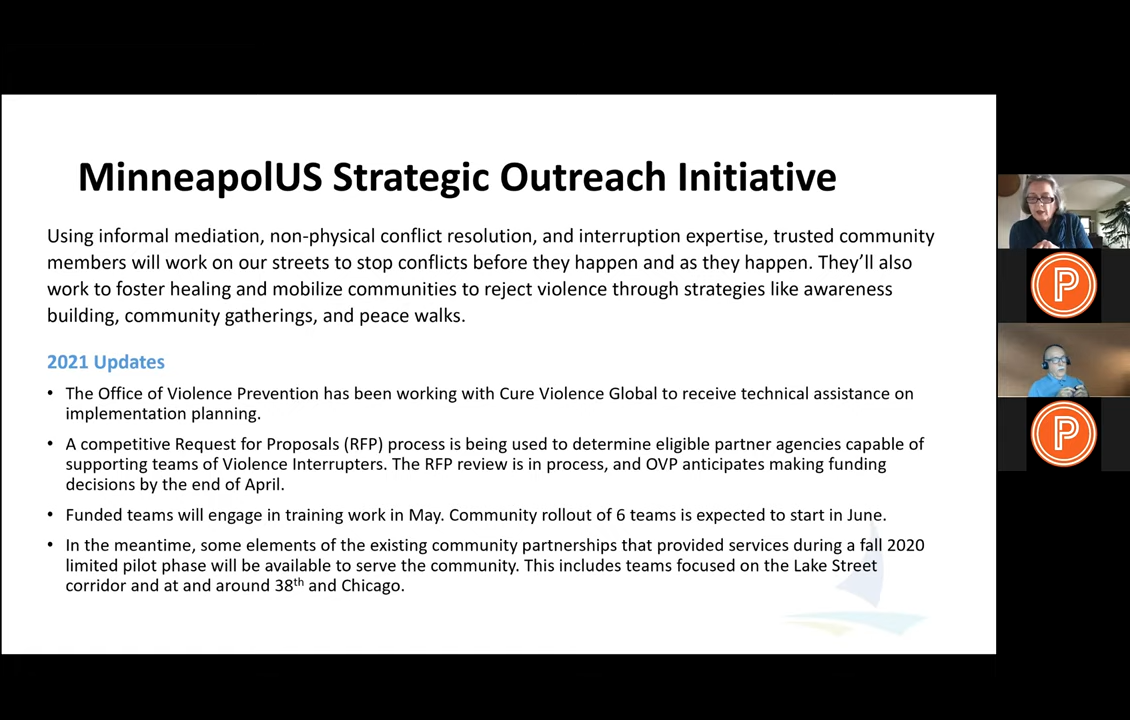 MinneapolUS Strategic Outreach Initiative
Using informal mediation, non-physical conflict resolution, and interruption expertise, trusted community
members will work on our streets to stop conflicts before they happen and as they happen. They’ll also
work to foster healing and mobilize communities to reject violence through strategies like awareness
building, community gatherings, and peace walks.
2021 Updates
• The Office of Violence Prevention has been working with Cure Violence Global to receive technical assistance on
implementation planning.
• A competitive Request for Proposals (RFP) process is being used to determine eligible partner agencies capable of
supporting teams of Violence Interrupters. The RFP review is in process, and OVP anticipates making funding
decisions by the end of April.
• Funded teams will engage in training work in May. Community rollout of 6 teams is expected to start in June.
• In the meantime, some elements of the existing community partnerships that provided services during a fall 2020
limited pilot phase will be available to serve the community. This includes teams focused on the Lake Street
corridor and at and around 38th and Chicago.
P
P